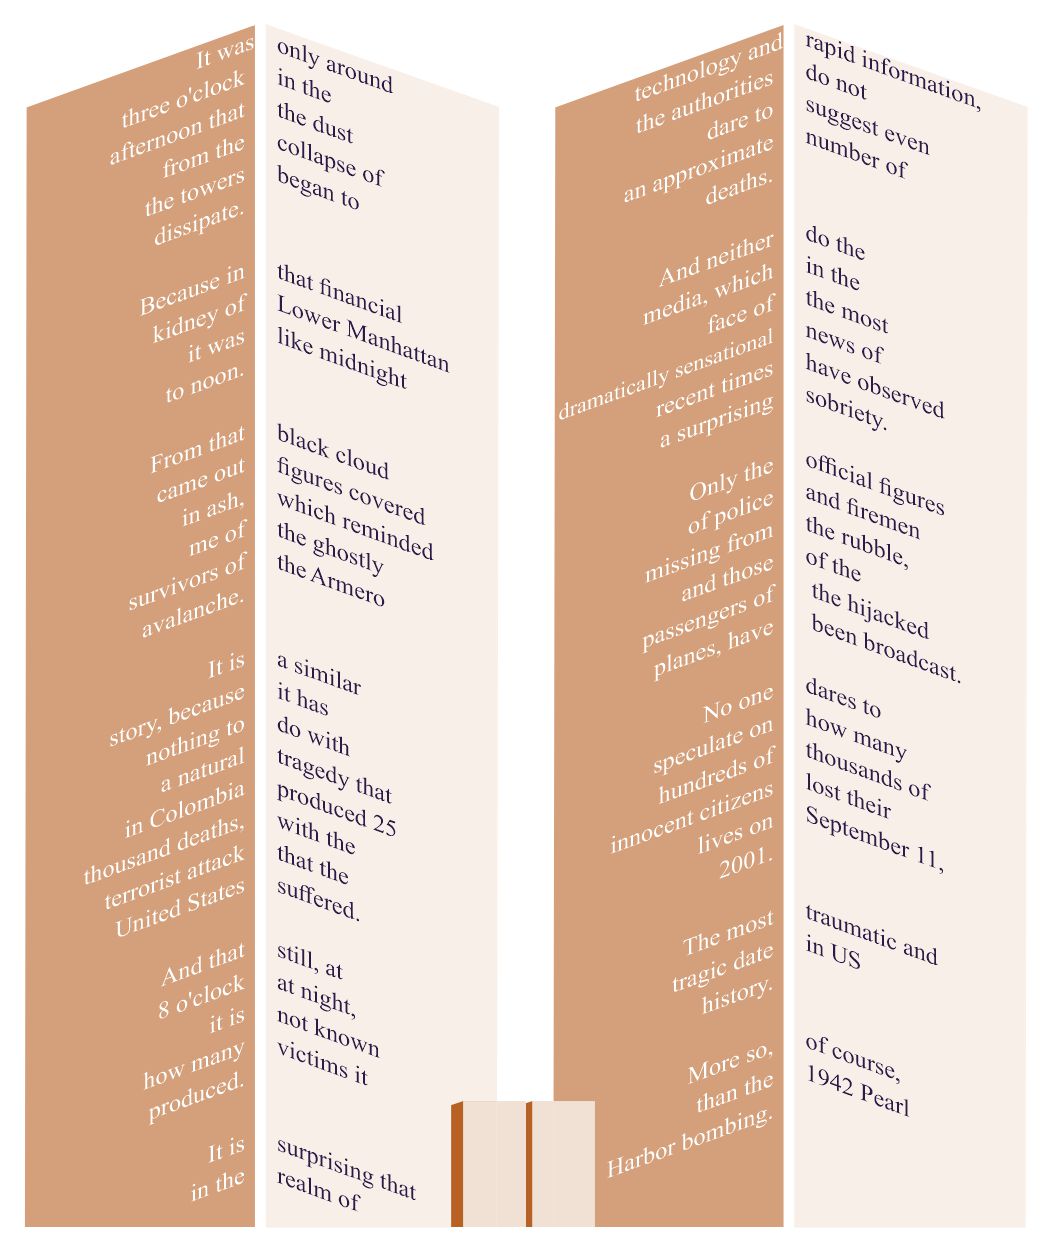 It was only around
three o'clock in the
afternoon that the dust
from the collapse of
the towers began to
dissipate.
Because in that financial
kidney of Lower Manhattan
it was like midnight
to noon.
From that black cloud
came out figures covered
in ash, which reminded
me of the ghostly
survivors of the Armero
avalanche.
It is a similar
story, because it has
nothing to do with
a natural tragedy that
in Colombia produced 25
thousand deaths, with the
terrorist attack that the
United States suffered.
And that still, at
8 o'clock at night,
it is not known
how many victims it
produced.
It is surprising that
in the realm of
technology and rapid information,
the authorities do not
dare to suggest even
an approximate number of
deaths.
And neither do the
media, which in the
face of the most
dramatically sensational news of
recent times have observed
a surprising sobriety.
Only the official figures
of police and firemen
missing from the rubble,
and those of the
passengers of the hijacked
planes, have been broadcast.
No one dares to
speculate on how many
hundreds of thousands of
innocent citizens lost their
lives on September 11,
2001.
The most traumatic and
tragic date in US
history.
More so, of course,
than the 1942 Pearl
Harbor bombing.